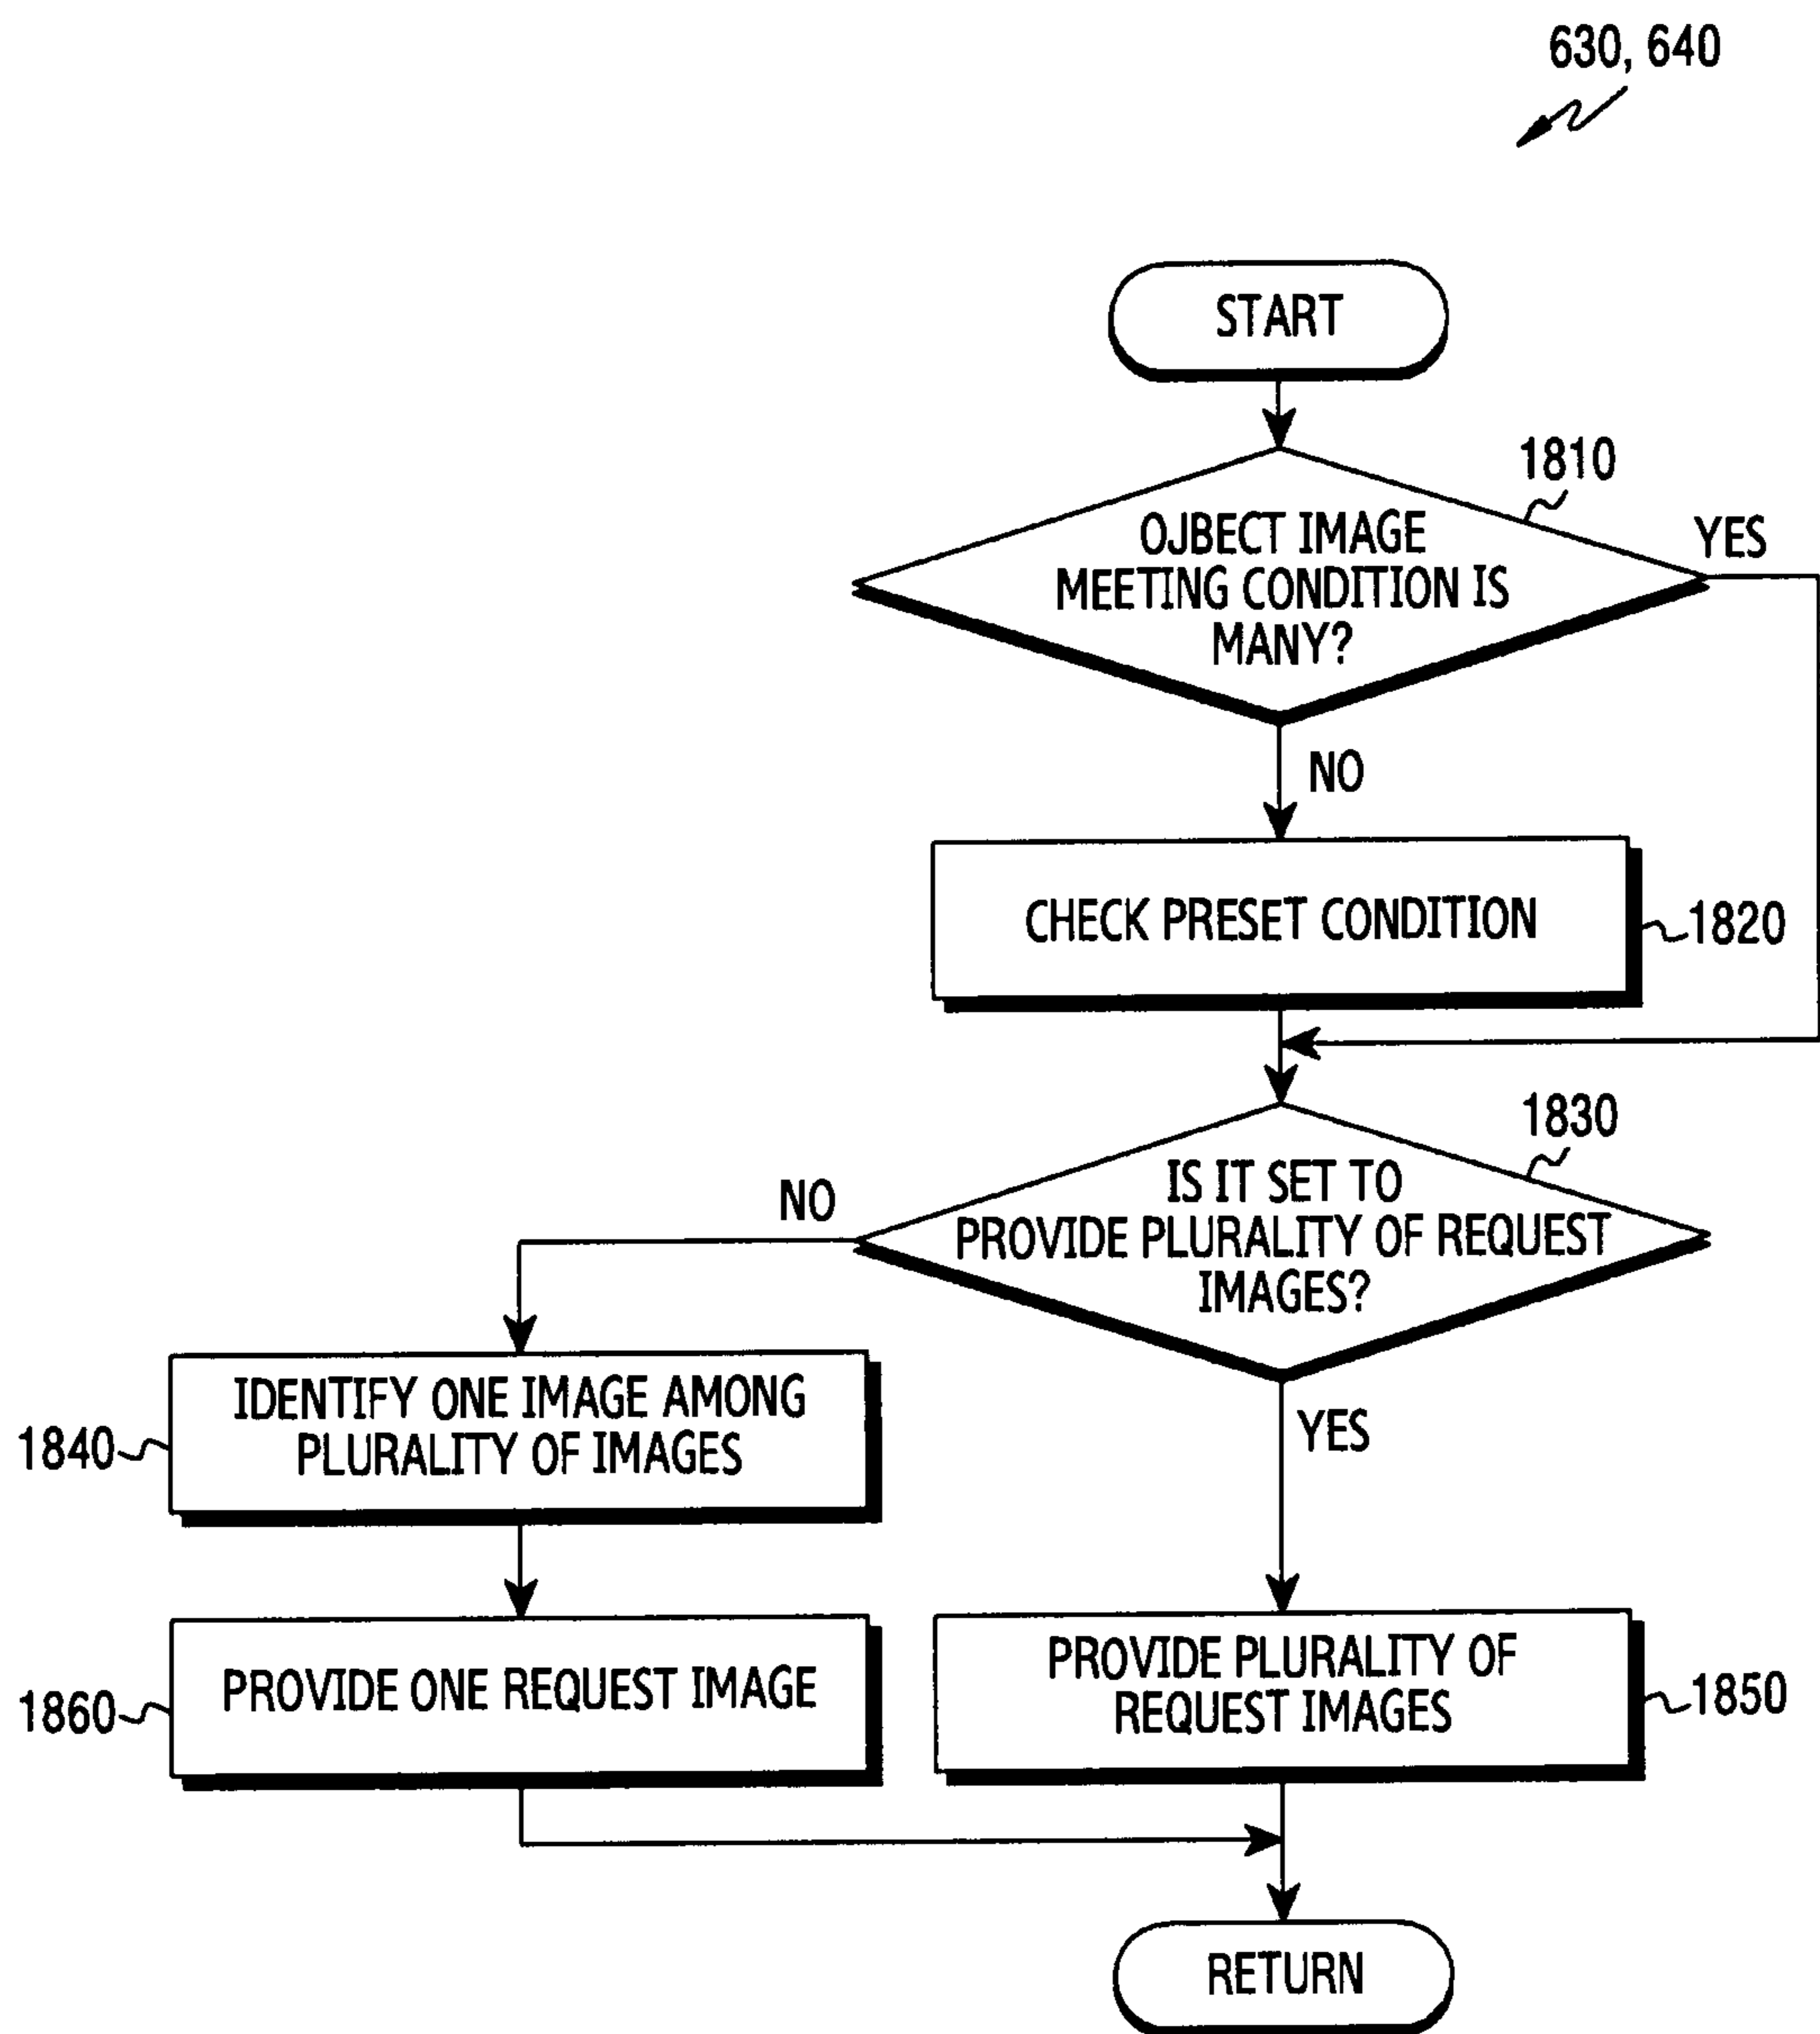 630, 640
START
1810
OJBECT IMAGE
MEETING CONDITION IS
MANY?
YES
NO
CHECK PRESET CONDITION
1820
1830
IS IT SET TO
PROVIDE PLURALITY OF REQUEST
IMAGES?
NO
YES
1840
IDENTIFY ONE IMAGE AMONG
PLURALITY OF IMAGES
1860
PROVIDE ONE REQUEST IMAGE
PROVIDE PLURALITY OF
REQUEST IMAGES
1850
RETURN